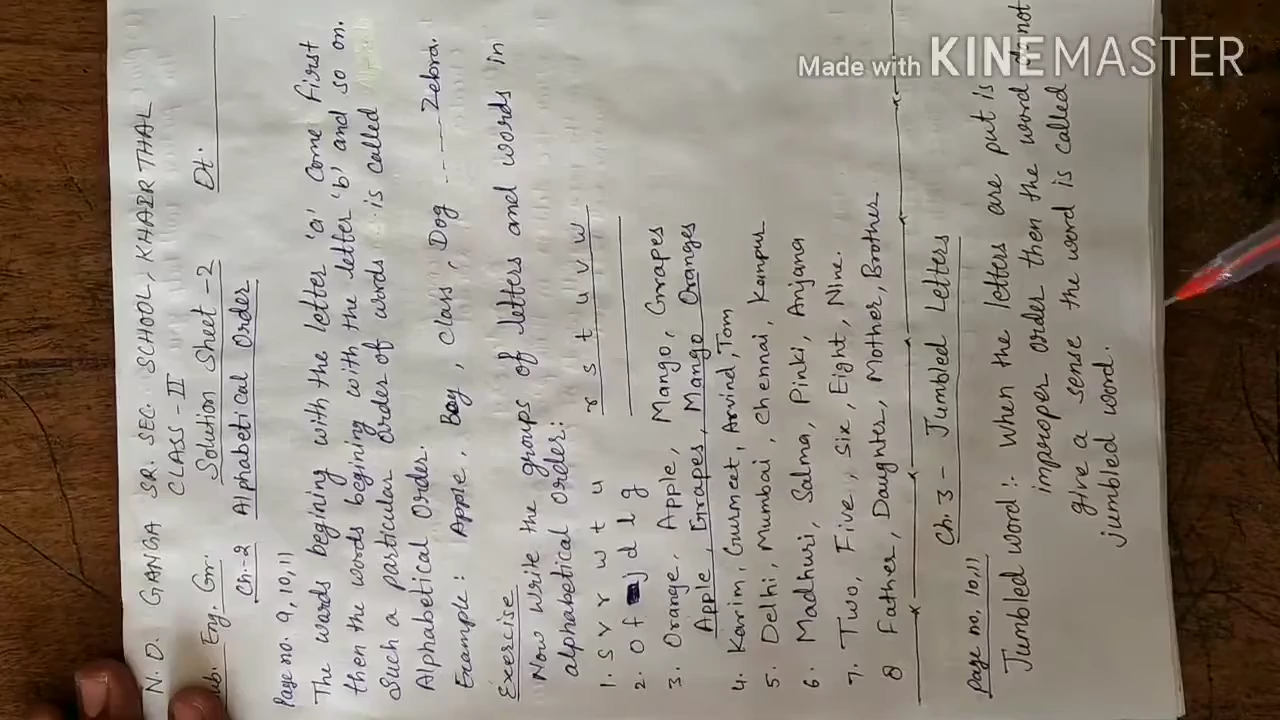 N. D. GANGA SR. SEC. SCHOOL, KHAIRTHAL
CLASS - II
ub. Eng. Gr. Solution Sheet - 2 Dt.
Ch-2 Alphabetical Order
Page no. 9, 10, 11
The words begining with the letter 'a' come first
then the words begining with the letter 'b' and so on.
Such a particular order of words is called
Alphabetical Order.
Example: Apple, Boy, Class, Dog ------ Zebra.
Exercise
Now write the groups of letters and words in
alphabetical order:
1. s v r w t u r s t u v w
2. o f j d l g
3. Orange, Apple, Mango, Grapes
Apple, Grapes, Mango Oranges
4. Karim, Gurmeet, Arvind, Tom
5. Delhi, Mumbai, Chennai, Kanpur
6. Madhuri, Salma, Pinki, Anjana
7. Two, Five, Six, Eight, Nine.
8 Father, Daughter, Mother, Brother
Ch. 3 - Jumbled Letters
Page no. 10, 11
Jumbled word:. When the letters are put is
improper order then the word do not
give a sense the word is called
jumbled word.
Made with KINEMASTER